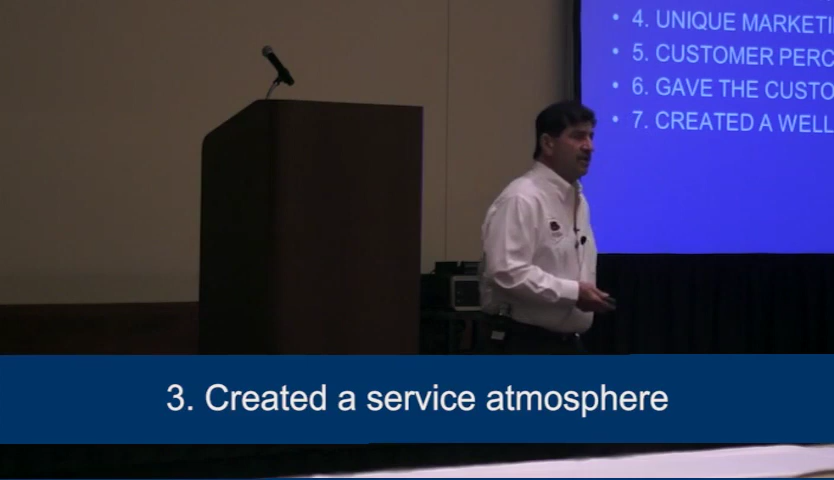 • 4. UNIQUE MARKETI
• 5. CUSTOMER PERC
• 6. GAVE THE CUSTO
• 7. CREATED A WELL
3. Created a service atmosphere